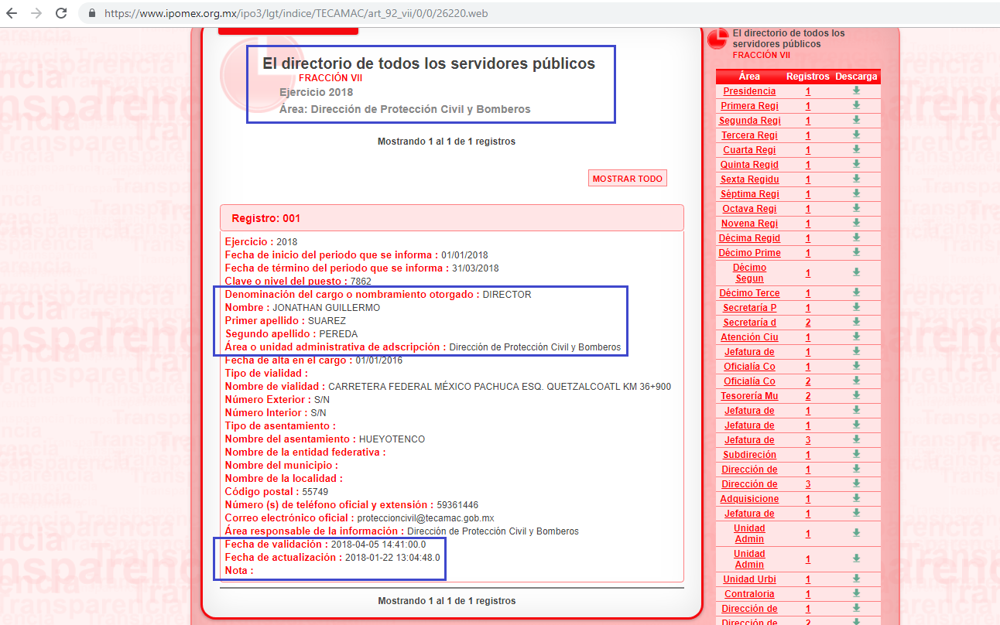 https://www.ipomex.org.mx/ipo3/lgt/indice/TECAMAC/art_92_vii/0/0/26220.web
El directorio de todos los servidores públicos
FRACCIÓN VII
Ejercicio 2018
Área: Dirección de Protección Civil y Bomberos
Mostrando 1 al 1 de 1 registros
MOSTRAR TODO
Registro: 001
Ejercicio : 2018
Fecha de inicio del periodo que se informa : 01/01/2018
Fecha de término del periodo que se informa : 31/03/2018
Clave o nivel del puesto : 7862
Denominación del cargo o nombramiento otorgado : DIRECTOR
Nombre : JONATHAN GUILLERMO
Primer apellido : SUAREZ
Segundo apellido : PEREDA
Área o unidad administrativa de adscripción : Dirección de Protección Civil y Bomberos
Fecha de alta en el cargo : 01/01/2016
Tipo de vialidad :
Nombre de vialidad : CARRETERA FEDERAL MÉXICO PACHUCA ESQ. QUETZALCOATL KM 36+900
Número Exterior : S/N
Número Interior : S/N
Tipo de asentamiento :
Nombre del asentamiento : HUEYOTENCO
Nombre de la entidad federativa :
Nombre del municipio :
Nombre de la localidad :
Código postal : 55749
Número (s) de teléfono oficial y extensión : 59361446
Correo electrónico oficial : proteccioncivil@tecamac.gob.mx
Área responsable de la información : Dirección de Protección Civil y Bomberos
Fecha de validación : 2018-04-05 14:41:00.0
Fecha de actualización : 2018-01-22 13:04:48.0
Nota :
Mostrando 1 al 1 de 1 registros
El directorio de todos los
servidores públicos
FRACCIÓN VII
Área Registros Descarga
Presidencia 1
Primera Regi 1
Segunda Regi 1
Tercera Regi 1
Cuarta Regi 1
Quinta Regid 1
Sexta Regidu 1
Séptima Regi 1
Octava Regi 1
Novena Regi 1
Décima Regid 1
Décimo Prime 1
Décimo
Segun 1
Décimo Terce 1
Secretaría P 1
Secretaría d 2
Atención Ciu 1
Jefatura de 1
Oficialía Co 1
Oficialía Co 2
Tesorería Mu 2
Jefatura de 1
Jefatura de 1
Jefatura de 3
Subdirección 1
Dirección de 1
Dirección de 3
Adquisicione 1
Jefatura de 1
Unidad
Admin 1
Unidad
Admin 1
Unidad Urbi 1
Contraloria 1
Dirección de 1
Dirección de 2